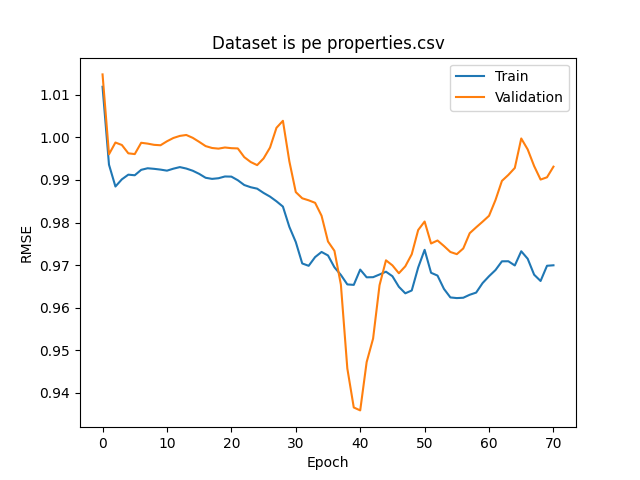 Dataset is pe properties.csv
Train
Validation
RMSE
1.01
1.00
0.99
0.98
0.97
0.96
0.95
0.94
0 10 20 30 40 50 60 70
Epoch